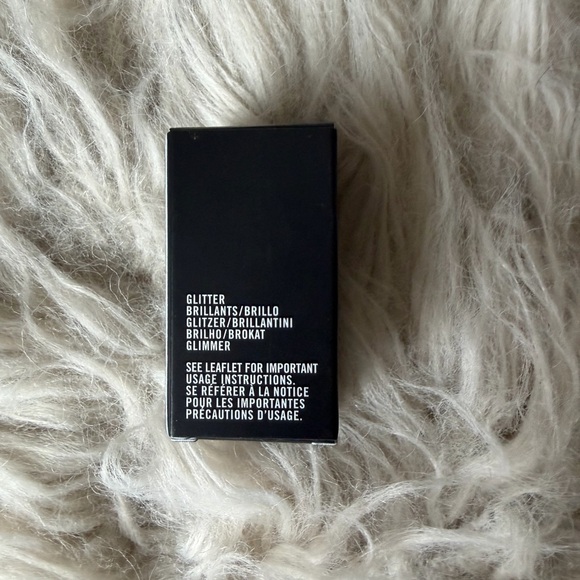 GLITTER
BRILLANTS/BRILLO
GLITZER/BRILLANTINI
BRILHO/BROKAT
GLIMMER
SEE LEAFLET FOR IMPORTANT
USAGE INSTRUCTIONS.
SE RÉFÉRER À LA NOTICE
POUR LES IMPORTANTES
PRÉCAUTIONS D'USAGE.